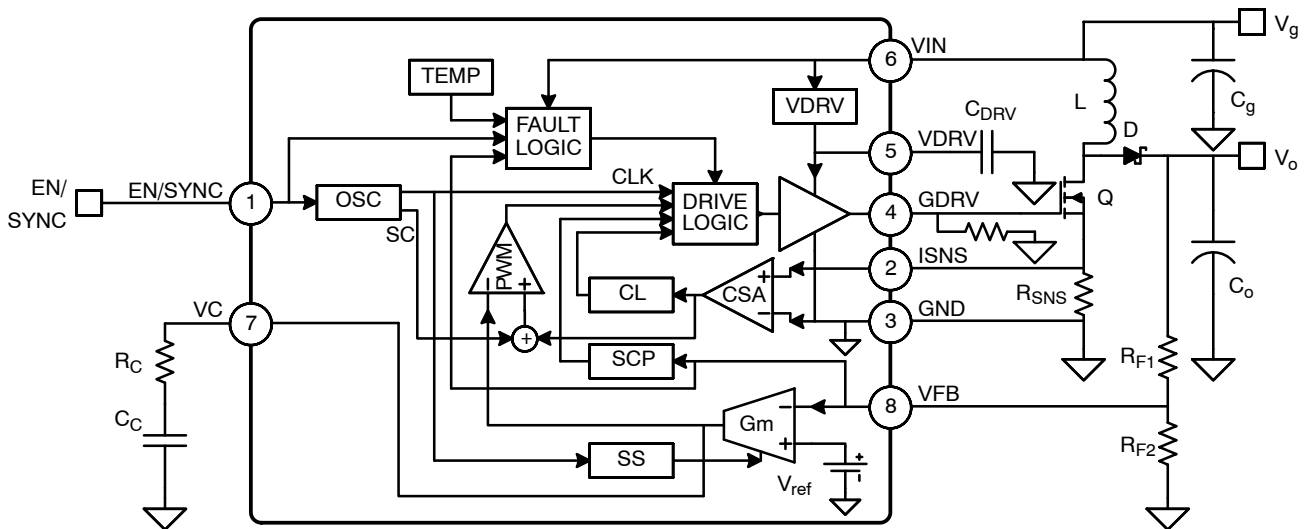 6
VIN
Vg
TEMP
L
Cg
VDRV
CDRV
FAULT
LOGIC
VDRV
5
D
Vo
EN/
SYNC
EN/SYNC
1
OSC
CLK
DRIVE
LOGIC
4
GDRV
Q
SC
PWM
− +
2
ISNS
CL
CSA
+
−
RSNS
Co
VC
7
+
3
GND
RC
SCP
RF1
VFB
8
CC
Gm
−
+
SS
Vref
+
-
RF2